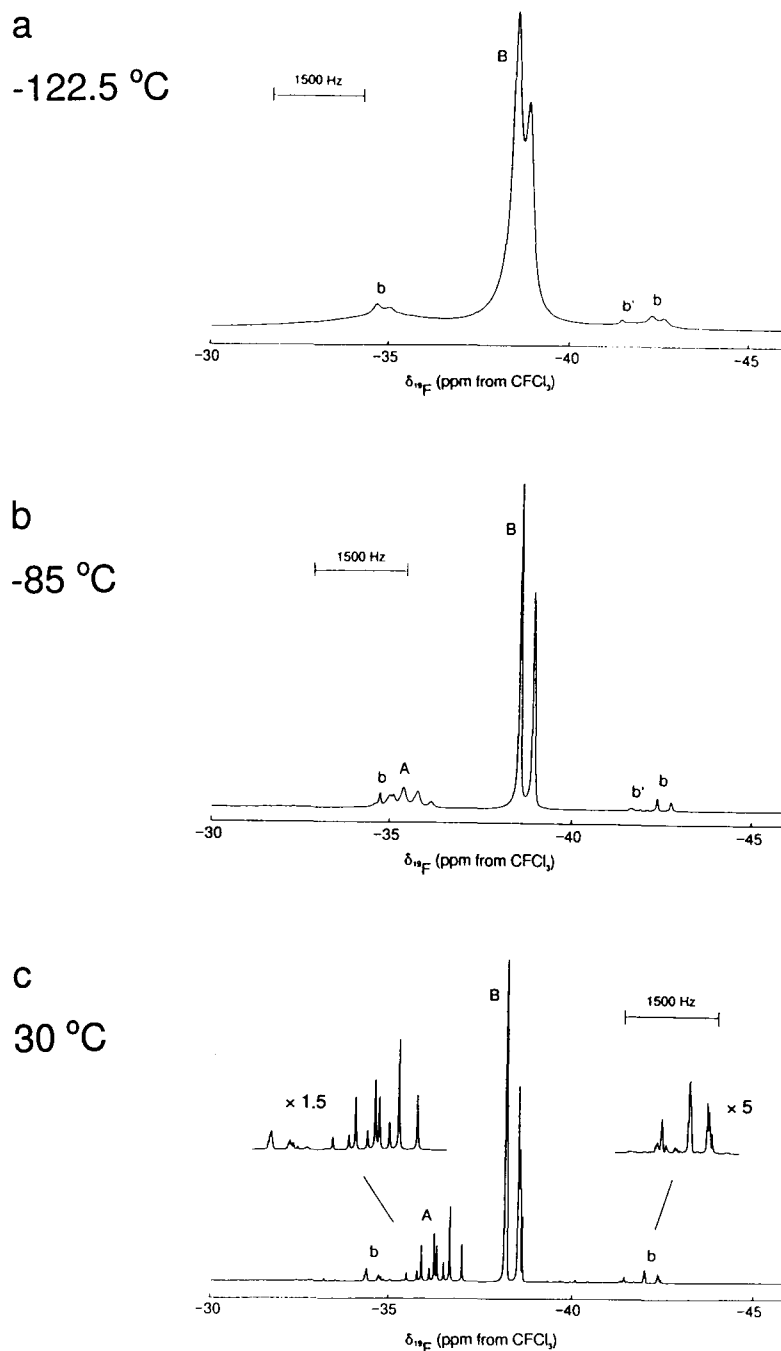 a
-122.5 °C
1500 Hz
B
b
b' b
-30 -35 -40 -45
δ₁₉F (ppm from CFCl₃)
b
-85 °C
1500 Hz
B
b A
b' b
-30 -35 -40 -45
δ₁₉F (ppm from CFCl₃)
c
30 °C
B
1500 Hz
× 1.5
× 5
A
b
b
-30 -35 -40 -45
δ₁₉F (ppm from CFCl₃)